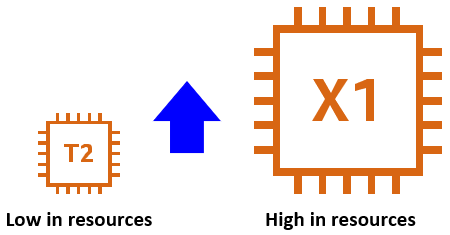 T2
X1
Low in resources
High in resources